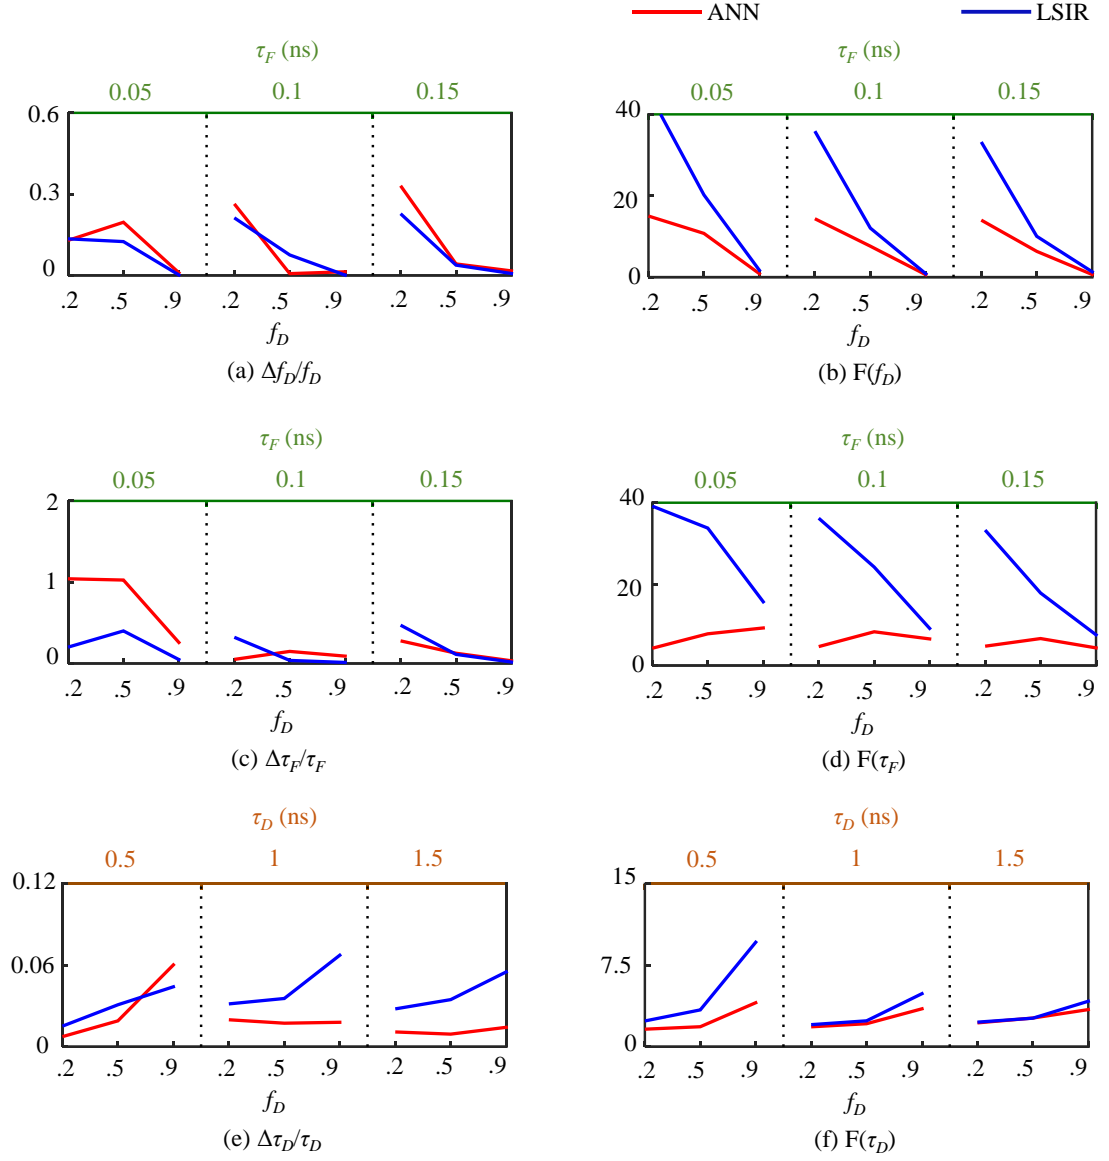 ANN LSIR
τF (ns) τF (ns)
0.05 0.1 0.15 0.05 0.1 0.15
0.6 40
0.3 20
0 0
.2 .5 .9 .2 .5 .9 .2 .5 .9 .2 .5 .9 .2 .5 .9 .2 .5 .9
fD fD
(a) ΔfD/fD (b) F(fD)
τF (ns) τF (ns)
0.05 0.1 0.15 0.05 0.1 0.15
2 40
1 20
0 0
.2 .5 .9 .2 .5 .9 .2 .5 .9 .2 .5 .9 .2 .5 .9 .2 .5 .9
fD fD
(c) ΔτF/τF (d) F(τF)
τD (ns) τD (ns)
0.5 1 1.5 0.5 1 1.5
0.12 15
0.06 7.5
0 0
.2 .5 .9 .2 .5 .9 .2 .5 .9 .2 .5 .9 .2 .5 .9 .2 .5 .9
fD fD
(e) ΔτD/τD (f) F(τD)